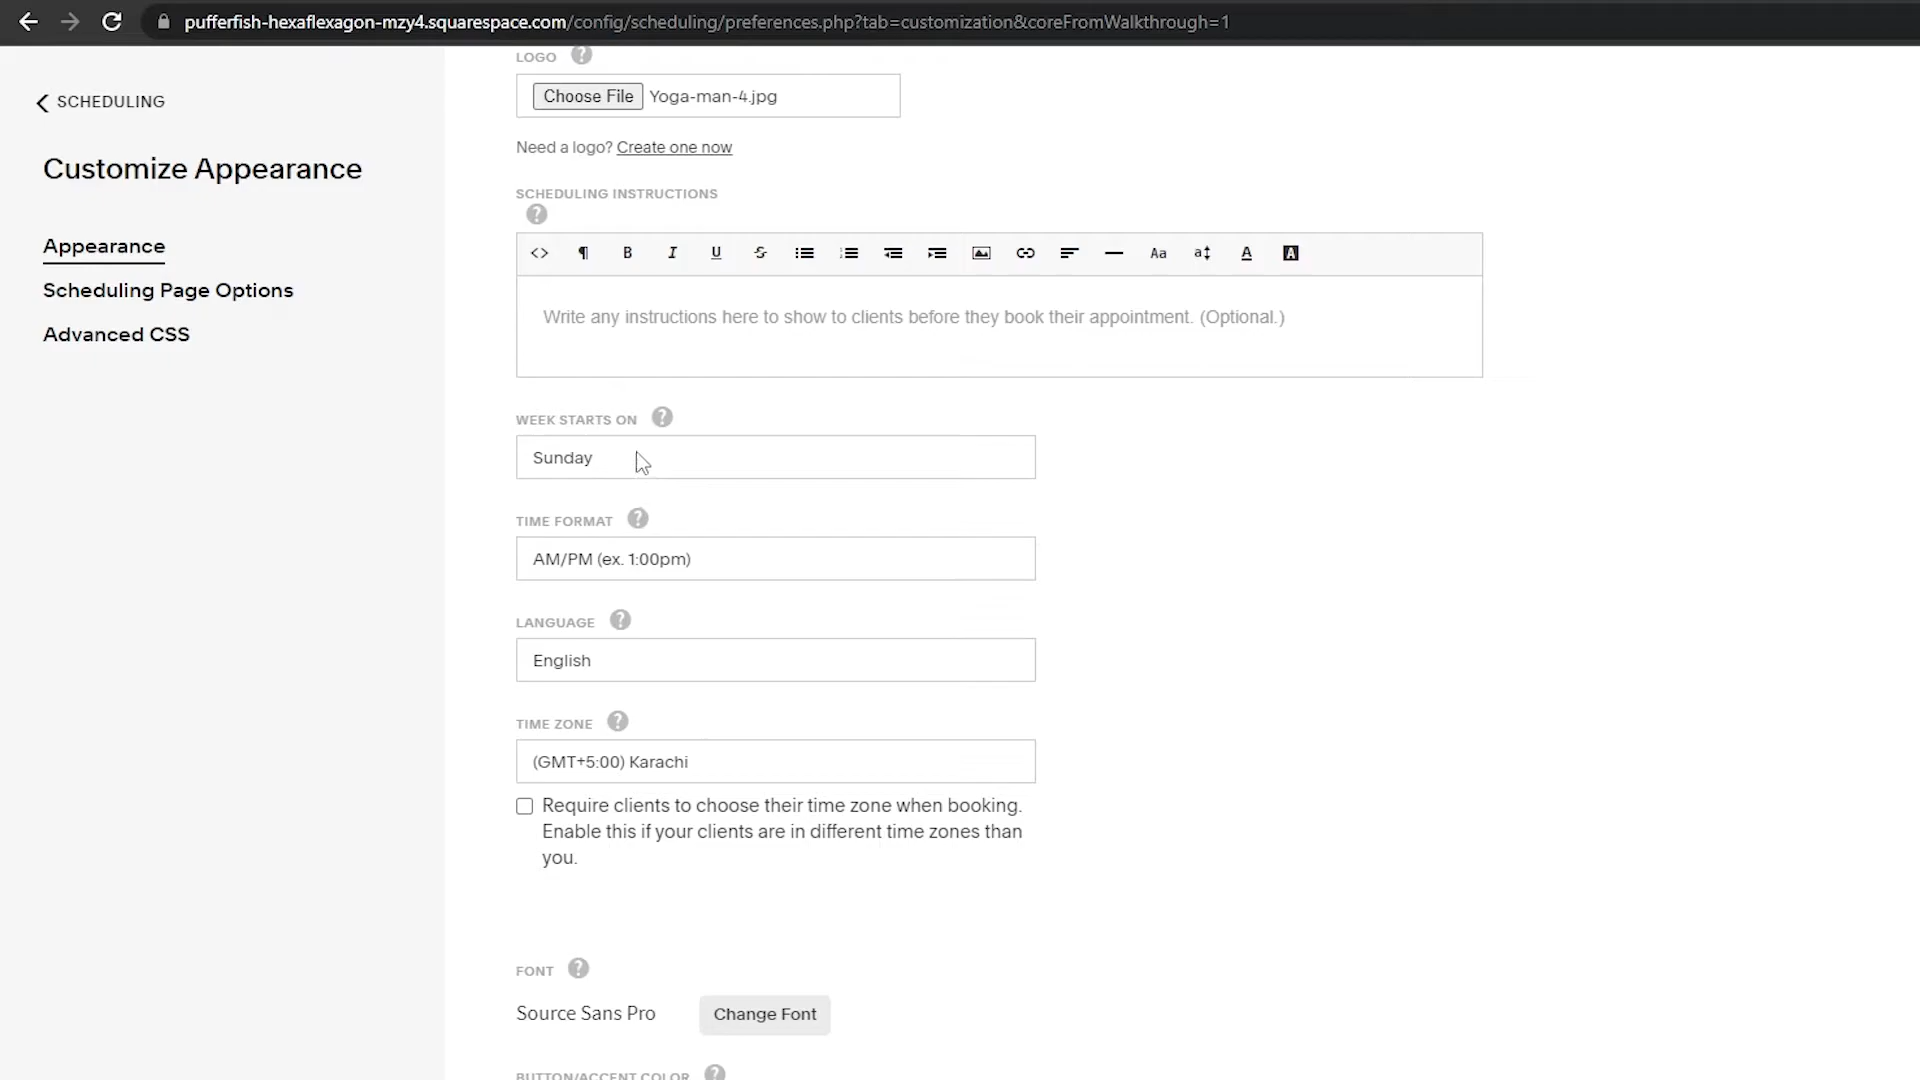 pufferfish-hexaflexagon-mzy4.squarespace.com/config/scheduling/preferences.php?tab=customization&coreFromWalkthrough=1
SCHEDULING
Customize Appearance
Appearance
Scheduling Page Options
Advanced CSS
LOGO ?
Choose File Yoga-man-4.jpg
Need a logo? Create one now
SCHEDULING INSTRUCTIONS
?
<> ¶ B I U S Aa a↕ A A
Write any instructions here to show to clients before they book their appointment. (Optional.)
WEEK STARTS ON ?
Sunday
TIME FORMAT ?
AM/PM (ex. 1:00pm)
LANGUAGE ?
English
TIME ZONE ?
(GMT+5:00) Karachi
Require clients to choose their time zone when booking.
Enable this if your clients are in different time zones than
you.
FONT ?
Source Sans Pro Change Font
BUTTON/ACCENT COLOR ?